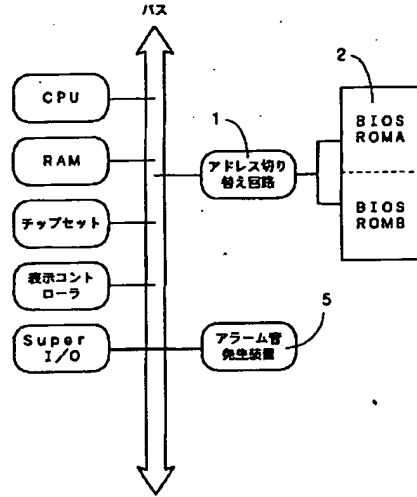 バス
CPU
RAM
チップセット
表示コント
ローラ
Super
I/O
1
アドレス切り
替え回路
2
BIOS
ROMA
BIOS
ROMB
5
アラーム音
発生装置